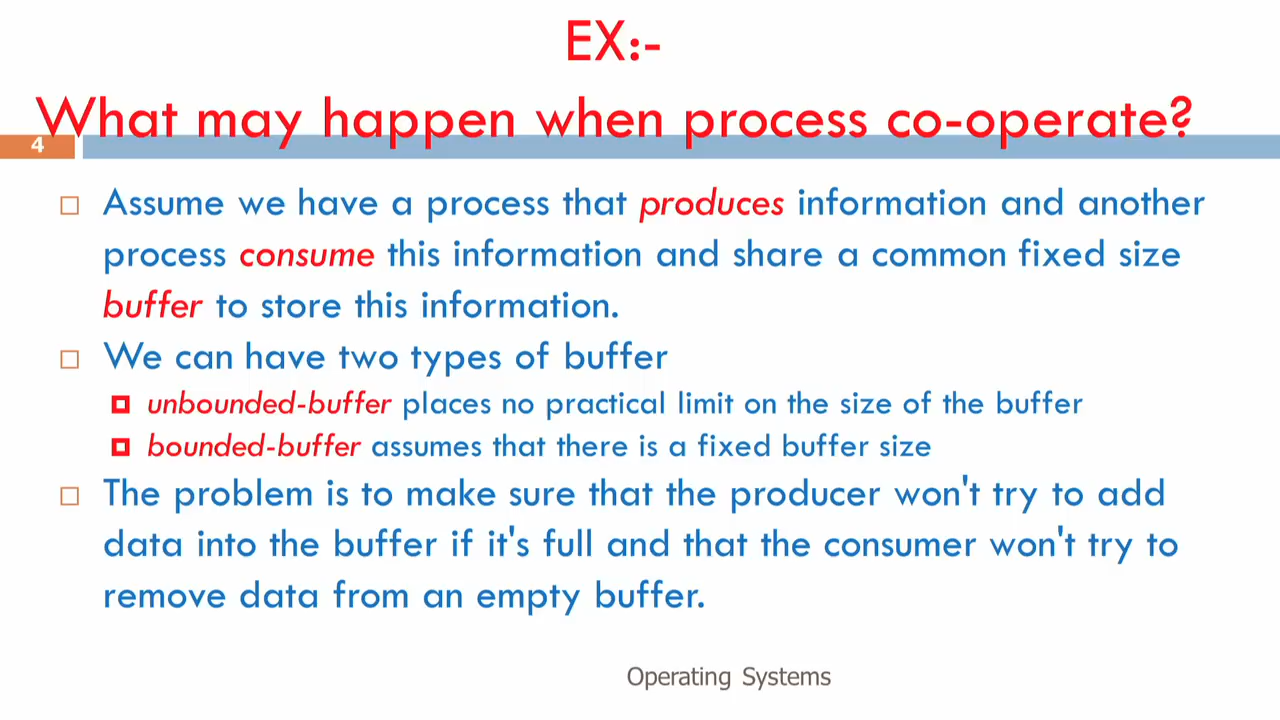 EX:-
What may happen when process co-operate?
4
Assume we have a process that produces information and another
process consume this information and share a common fixed size
buffer to store this information.
We can have two types of buffer
unbounded-buffer places no practical limit on the size of the buffer
bounded-buffer assumes that there is a fixed buffer size
The problem is to make sure that the producer won't try to add
data into the buffer if it's full and that the consumer won't try to
remove data from an empty buffer.
Operating Systems